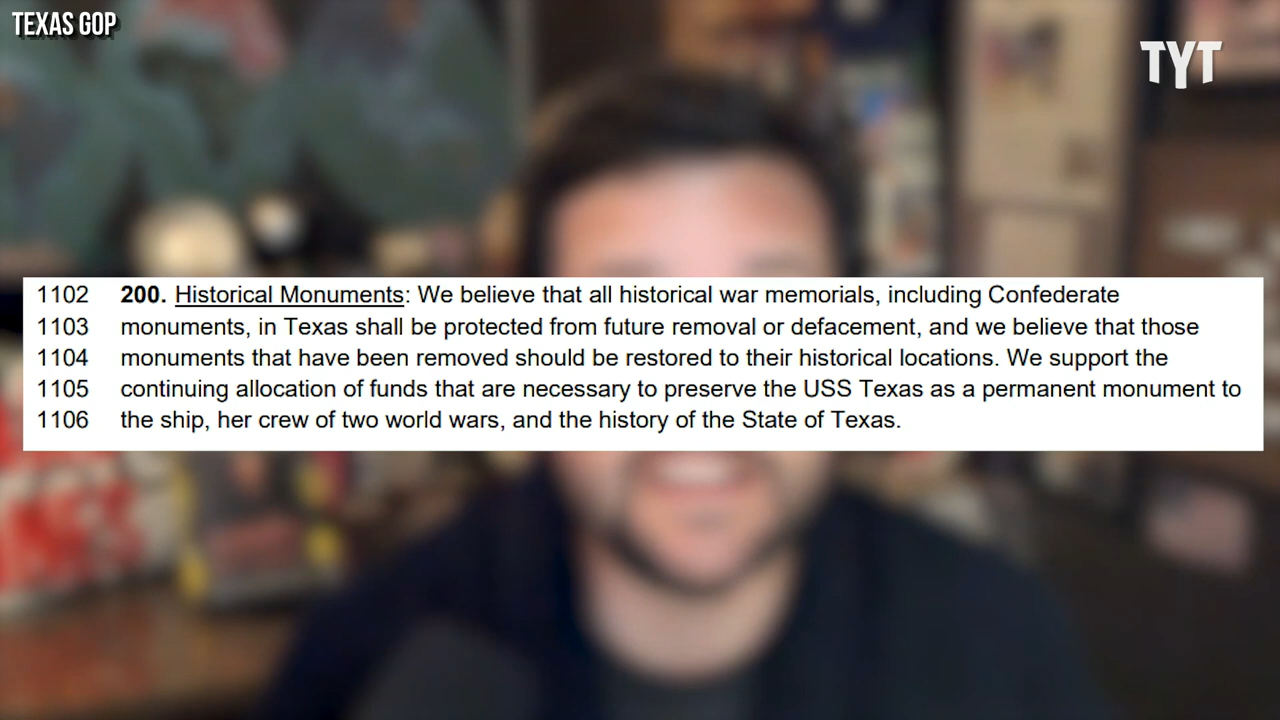 TEXAS GOP
TYT
1102 200. Historical Monuments: We believe that all historical war memorials, including Confederate
1103 monuments, in Texas shall be protected from future removal or defacement, and we believe that those
1104 monuments that have been removed should be restored to their historical locations. We support the
1105 continuing allocation of funds that are necessary to preserve the USS Texas as a permanent monument to
1106 the ship, her crew of two world wars, and the history of the State of Texas.